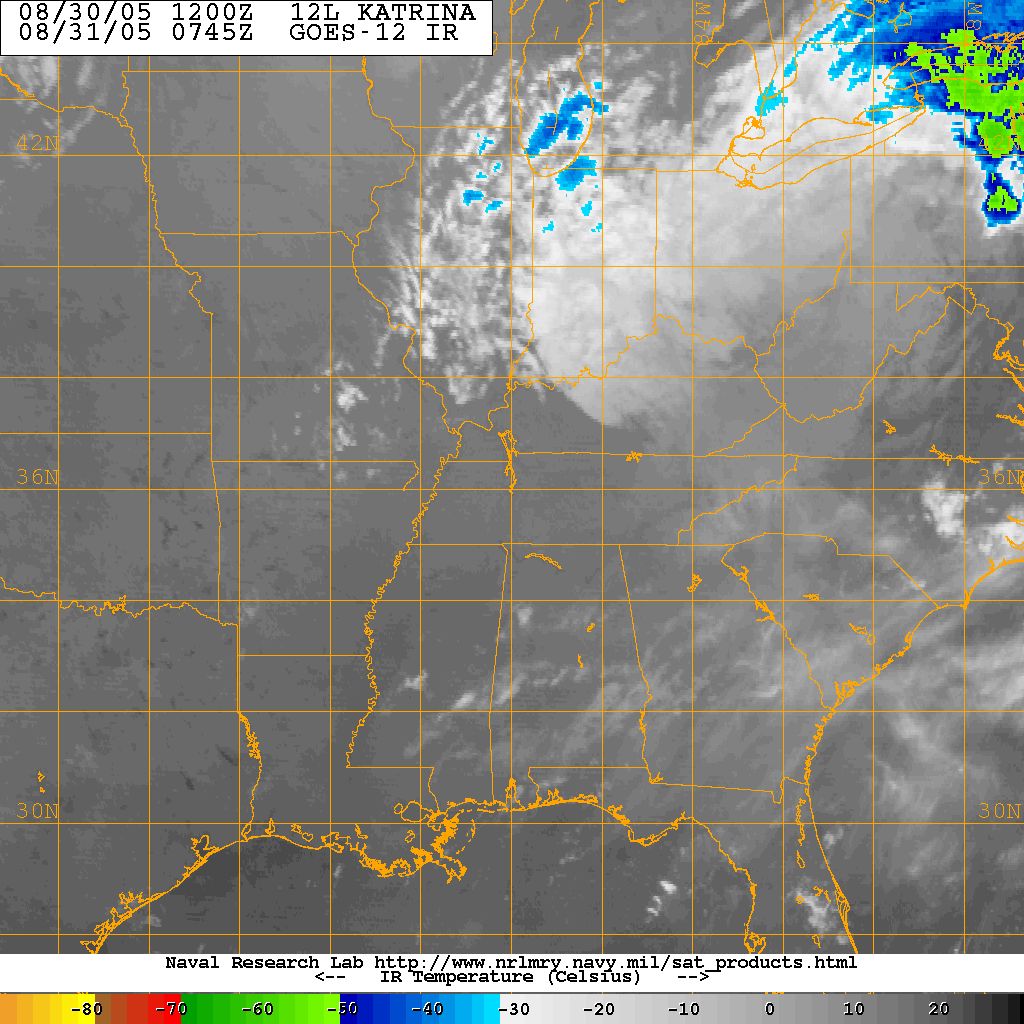 08/30/05 1200Z 12L KATRINA
08/31/05 0745Z GOES-12 IR
84W
78W
42N
36N
36N
30N
30N
Naval Research Lab http://www.nrlmry.navy.mil/sat_products.html
<-- IR Temperature (Celsius) -->
-80 -70 -60 -50 -40 -30 -20 -10 0 10 20